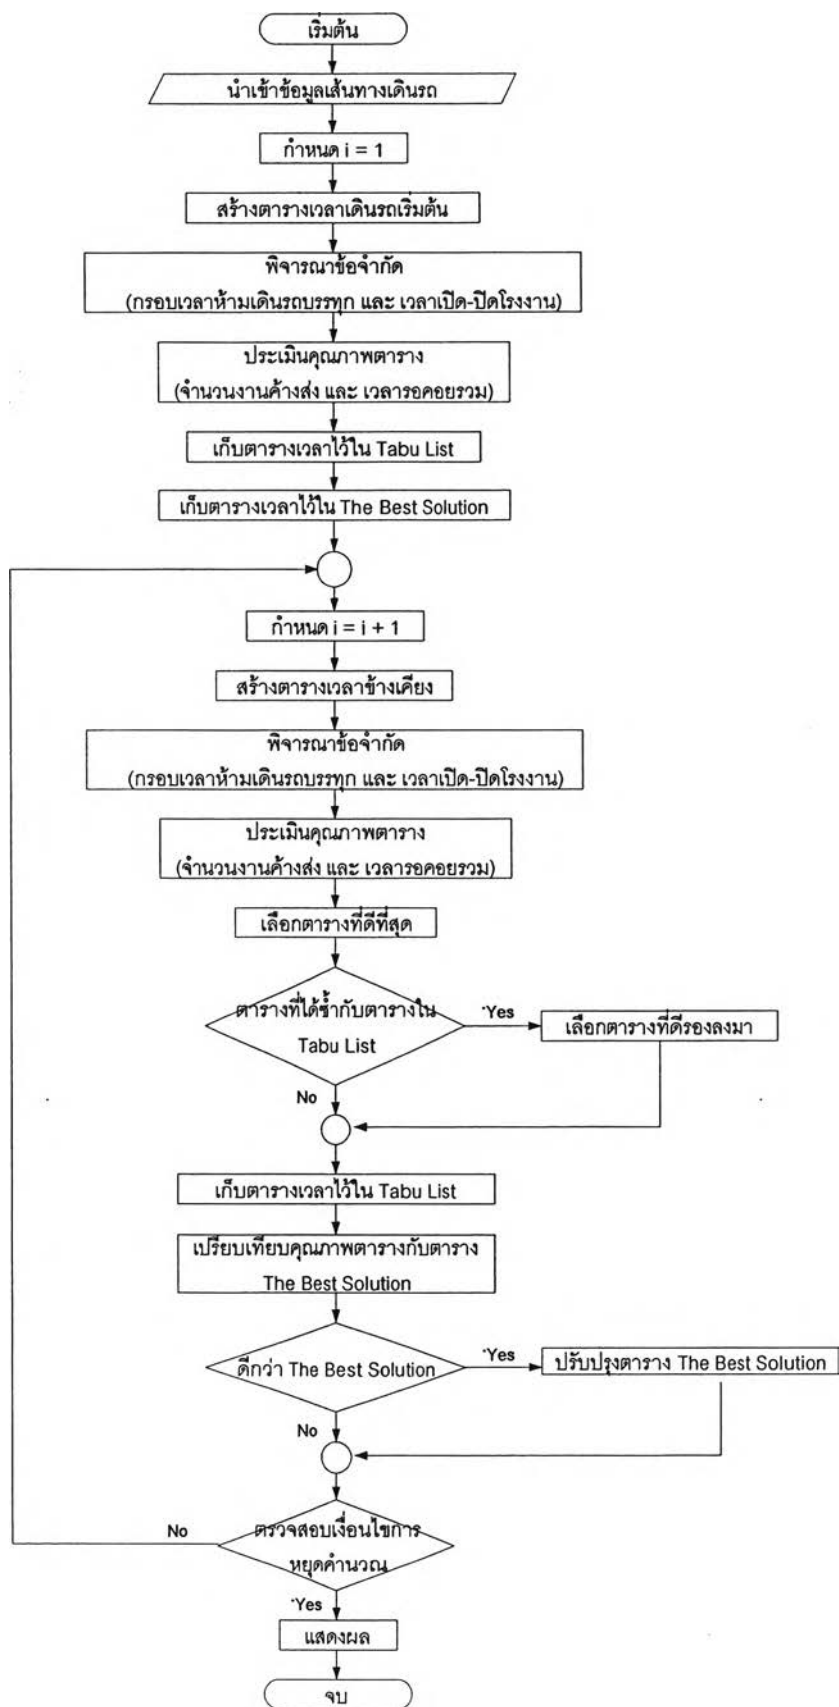 เริ่มต้น
นำเข้าข้อมูลเส้นทางเดินรถ
กำหนด i = 1
สร้างตารางเวลาเดินรถเริ่มต้น
พิจารณาข้อจำกัด
(กรอบเวลาห้ามเดินรถบรรทุก และ เวลาเปิด-ปิดโรงงาน)
ประเมินคุณภาพตาราง
(จำนวนงานค้างส่ง และ เวลารอคอยรวม)
เก็บตารางเวลาไว้ใน Tabu List
เก็บตารางเวลาไว้ใน The Best Solution
กำหนด i = i + 1
สร้างตารางเวลาข้างเคียง
พิจารณาข้อจำกัด
(กรอบเวลาห้ามเดินรถบรรทุก และ เวลาเปิด-ปิดโรงงาน)
ประเมินคุณภาพตาราง
(จำนวนงานค้างส่ง และ เวลารอคอยรวม)
เลือกตารางที่ดีที่สุด
ตารางที่ได้ซ้ำกับตารางใน
Tabu List
Yes
เลือกตารางที่ดีรองลงมา
No
เก็บตารางเวลาไว้ใน Tabu List
เปรียบเทียบคุณภาพตารางกับตาราง
The Best Solution
ดีกว่า The Best Solution
Yes
ปรับปรุงตาราง The Best Solution
No
ตรวจสอบเงื่อนไขการ
หยุดคำนวณ
No
Yes
แสดงผล
จบ